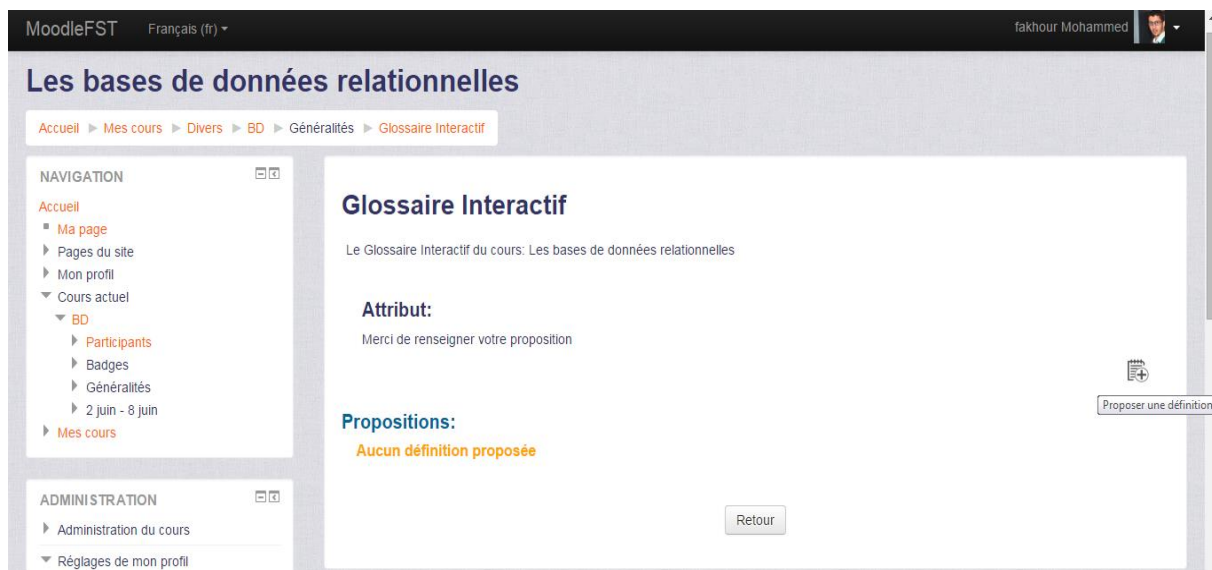 MoodleFST Français (fr) fakhour Mohammed
Les bases de données relationnelles
Accueil Mes cours Divers BD Généralités Glossaire Interactif
NAVIGATION
Accueil
Ma page
Pages du site
Mon profil
Cours actuel
BD
Participants
Badges
Généralités
2 juin - 8 juin
Mes cours
ADMINISTRATION
Administration du cours
Réglages de mon profil
Glossaire Interactif
Le Glossaire Interactif du cours: Les bases de données relationnelles
Attribut:
Merci de renseigner votre proposition
Proposer une définition
Propositions:
Aucun définition proposée
Retour